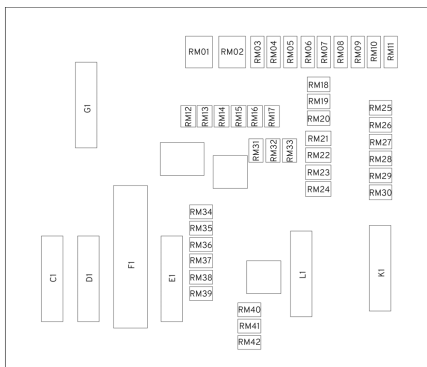 RM01 RM02 RM03 RM04 RM05 RM06 RM07 RM08 RM09 RM10 RM11
G1
RM18
RM19
RM20
RM12 RM13 RM14 RM15 RM16 RM17
RM21
RM22
RM23
RM24
RM25
RM26
RM27
RM28
RM29
RM30
RM31 RM32 RM33
RM34
RM35
RM36
RM37
RM38
RM39
C1 D1 F1 E1 L1 K1
RM40
RM41
RM42